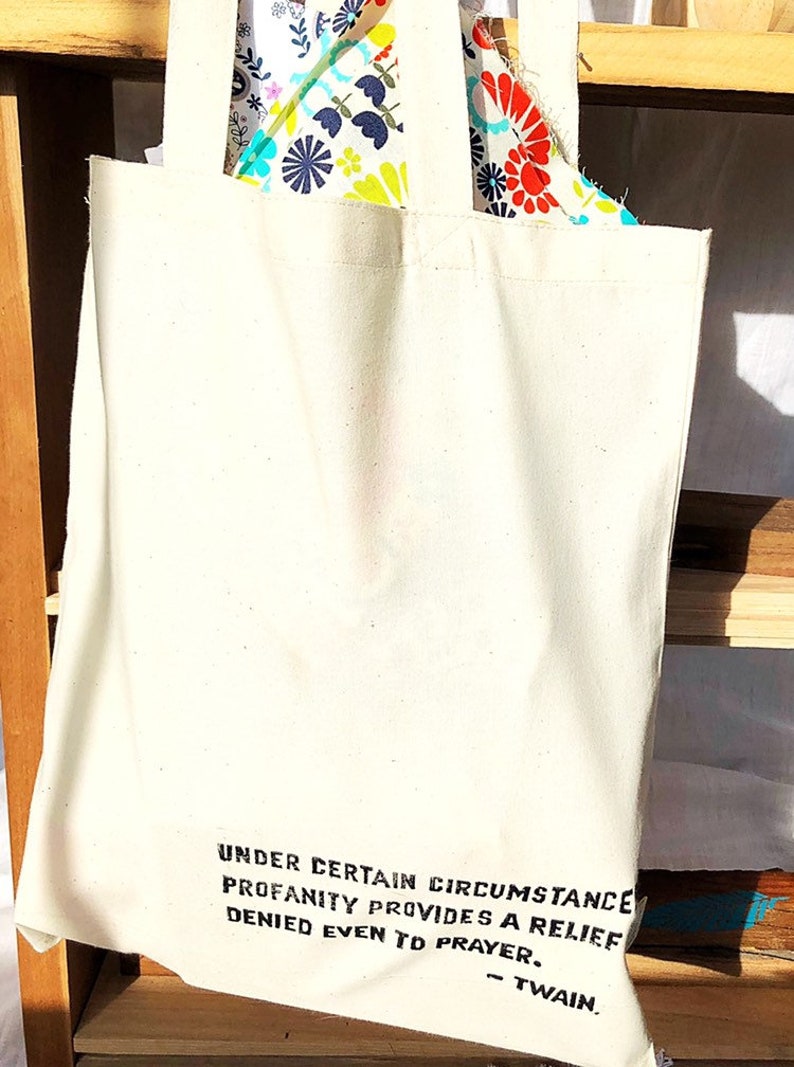 UNDER CERTAIN CIRCUMSTANCE
PROFANITY PROVIDES A RELIEF
DENIED EVEN TO PRAYER.
- TWAIN.